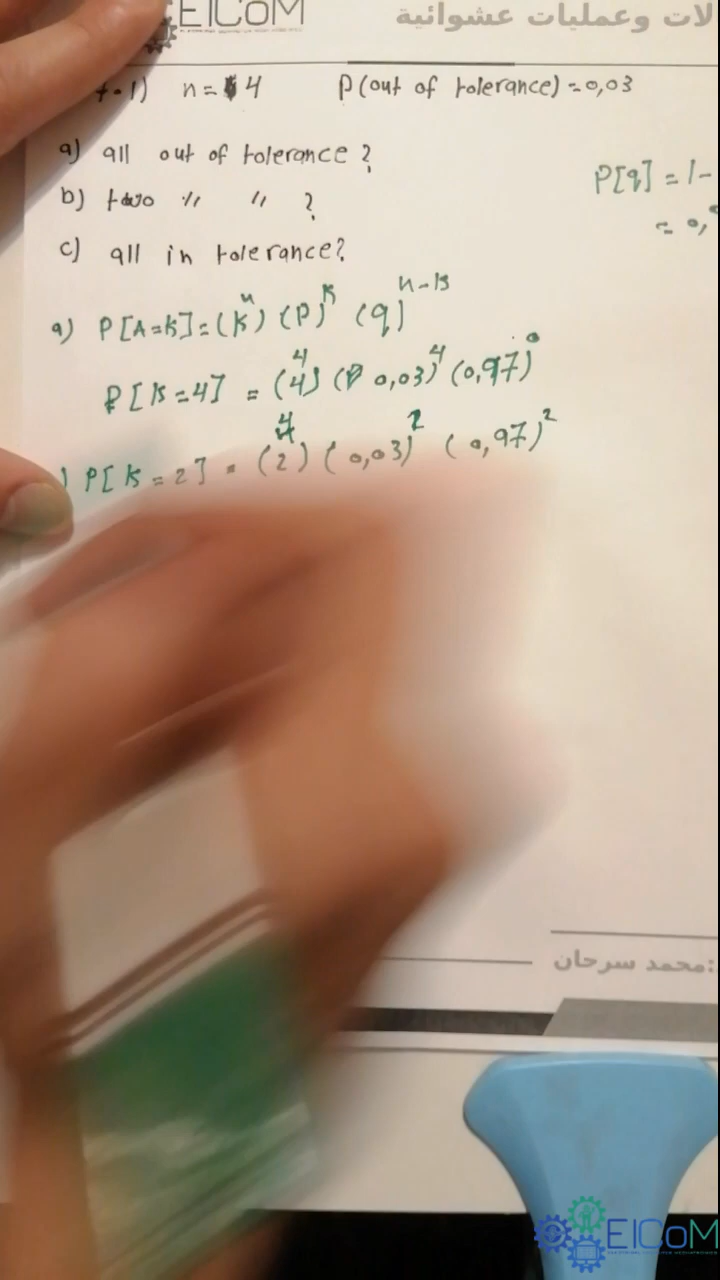 EICoM
لات وعمليات عشوائية
n = 4 P(out of tolerance) = 0,03
a) all out of tolerance ?
b) two 〃 〃 ?
c) all in tolerance?
P[q] = 1-
= 0,
a) P[A=k] = (n k) (P)^k (q)^n-k
P[k=4] = (4 4) (0,03)^4 (0,97)^0
) P[k=2] = (4 2) (0,03)^2 (0,97)^2
محمد سرحان:
EICoM